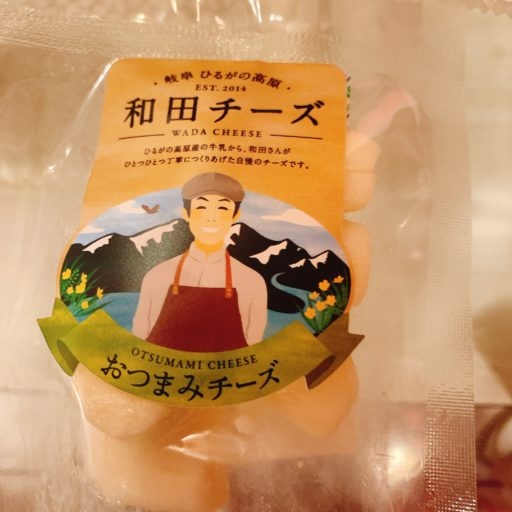 ・岐阜 ひるがの高原・
EST. 2014
和田チーズ
WADA CHEESE
ひるがの高原産の牛乳から、和田さんが
ひとつひとつ丁寧につくりあげた自慢のチーズです。
OTSUMAMI CHEESE
おつまみチーズ